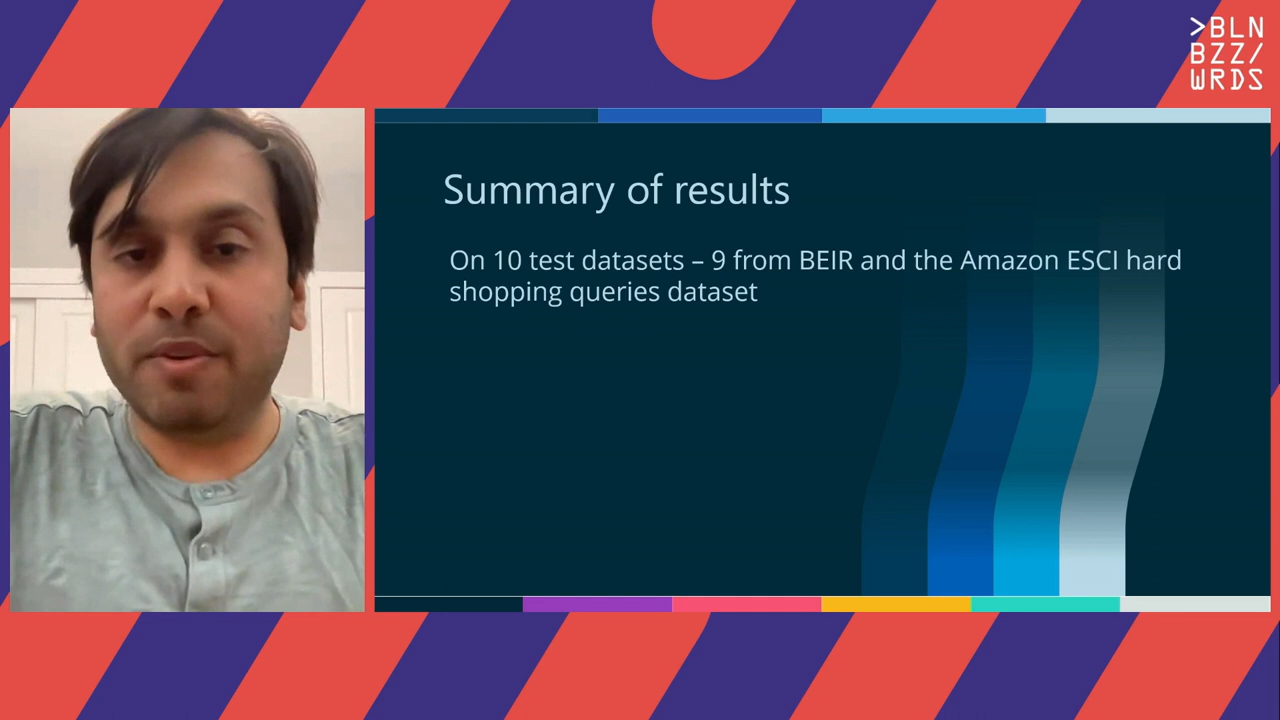 >BLN
BZZ/
WRDS
Summary of results
On 10 test datasets – 9 from BEIR and the Amazon ESCI hard
shopping queries dataset